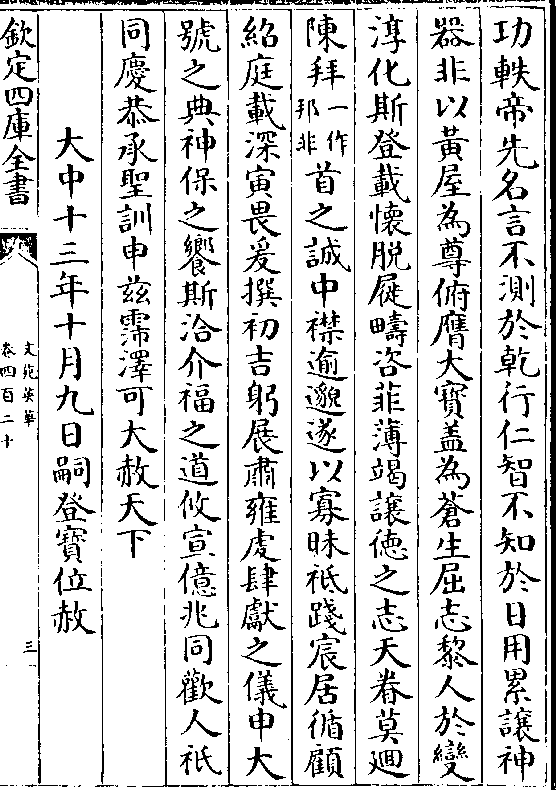 功軼帝先名言不測於乾行仁智不知於日用累讓神
器非以黃屋為尊俯膺大寶蓋為蒼生屈志黎人於變
淳化斯登載懷脫屣疇咨菲薄竭讓德之志天眷莫迴
陳拜一作邦非首之誠中襟逾邈遂以寡昧祗踐宸居循顧
紹庭載深寅畏爰撰初吉躬展肅雍虔肆獻之儀申大
號之典神保之饗斯洽介福之道攸宣億兆同歡人祇
同慶恭承聖訓申兹霈澤可大赦天下
大中十三年十月九日嗣登寶位赦
欽定四庫全書
文苑英華
卷四百二十
三